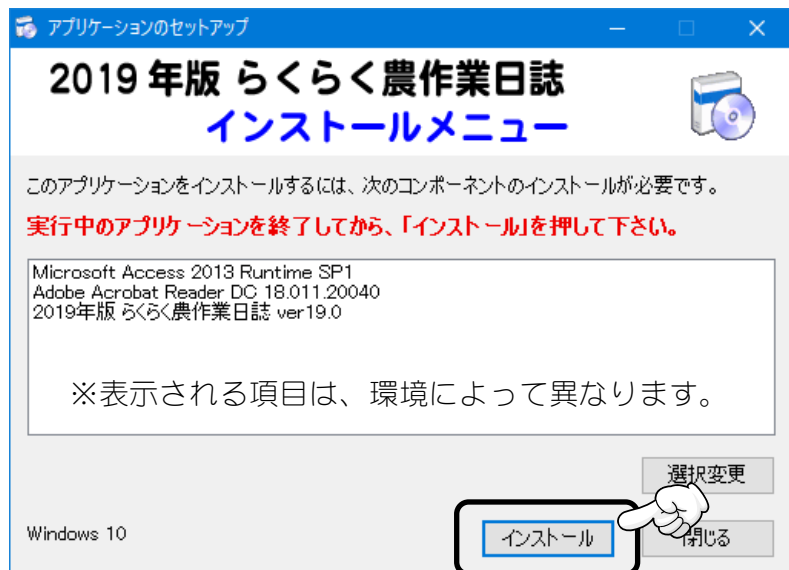 アプリケーションのセットアップ
2019 年版 らくらく農作業日誌
インストールメニュー
このアプリケーションをインストールするには、次のコンポーネントのインストールが必要です。
実行中のアプリケーションを終了してから、「インストール」を押して下さい。
Microsoft Access 2013 Runtime SP1
Adobe Acrobat Reader DC 18.011.20040
2019年版 らくらく農作業日誌 ver19.0
※表示される項目は、環境によって異なります。
選択変更
Windows 10
インストール
閉じる